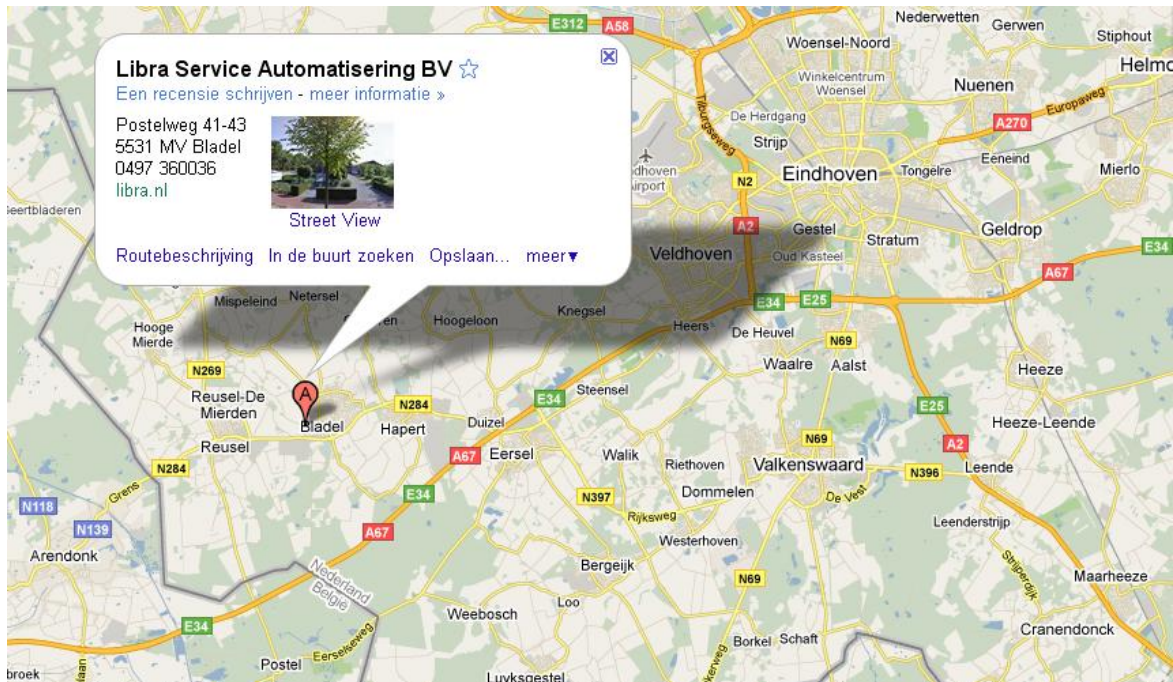 E312 A58
Nederwetten Gerwen
Stiphout
Woensel-Noord
Helmo
Libra Service Automatisering BV
Een recensie schrijven - meer informatie »
Postelweg 41-43
5531 MV Bladel
0497 360036
libra.nl
Street View
Routebeschrijving In de buurt zoeken Opslaan... meer▼
Winkelcentrum
Woensel
Nuenen
Europaweg
Tilburgseweg
De Herdgang
A270
Strijp
Eeneind
Eindhoven
Tongelre
Mierlo
N2
A2
Gestel
Stratum
Geldrop
E34
Veldhoven
Oud Kasteel
A67
Mispeleind
Netersel
Hoogeloon
Knegsel
E34 E25
Hooge
Mierde
Heers
De Heuvel
N69
Waalre
Aalst
Heeze
N269
Reusel-De
Mierden
A
Steensel
E34
N284
E25
Bladel
Hapert
Duizel
Heeze-Leende
Reusel
A67
Eersel
Walik
Riethoven
N69
A2
Valkenswaard
N284
N396
Leende
Grens
E34
N397
Dommelen
De Vest
N118
N139
A67
Rijksweg
Westerhoven
Leenderstrijp
Arendonk
Nederland
België
Bergeijk
N69
Strijperdijk
Maarheeze
Loo
Weebosch
E34
Cranendonck
Borkel Schaft
Postel
Eerselseweg
broek
Luyksgestel